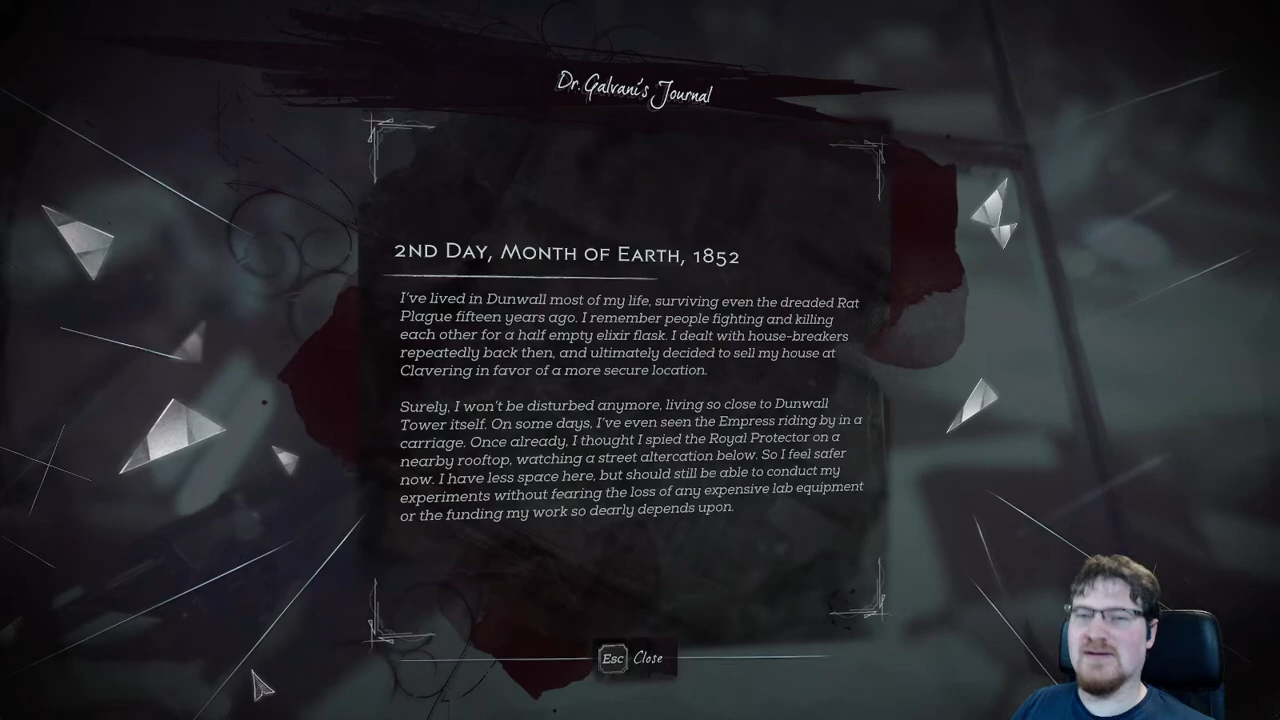 Dr. Galvani's Journal
2nd Day, Month of Earth, 1852
I've lived in Dunwall most of my life, surviving even the dreaded Rat
Plague fifteen years ago. I remember people fighting and killing
each other for a half empty elixir flask. I dealt with house-breakers
repeatedly back then, and ultimately decided to sell my house at
Clavering in favor of a more secure location.
Surely, I won't be disturbed anymore, living so close to Dunwall
Tower itself. On some days, I've even seen the Empress riding by in a
carriage. Once already, I thought I spied the Royal Protector on a
nearby rooftop, watching a street altercation below. So I feel safer
now. I have less space here, but should still be able to conduct my
experiments without fearing the loss of any expensive lab equipment
or the funding my work so dearly depends upon.
Esc Close